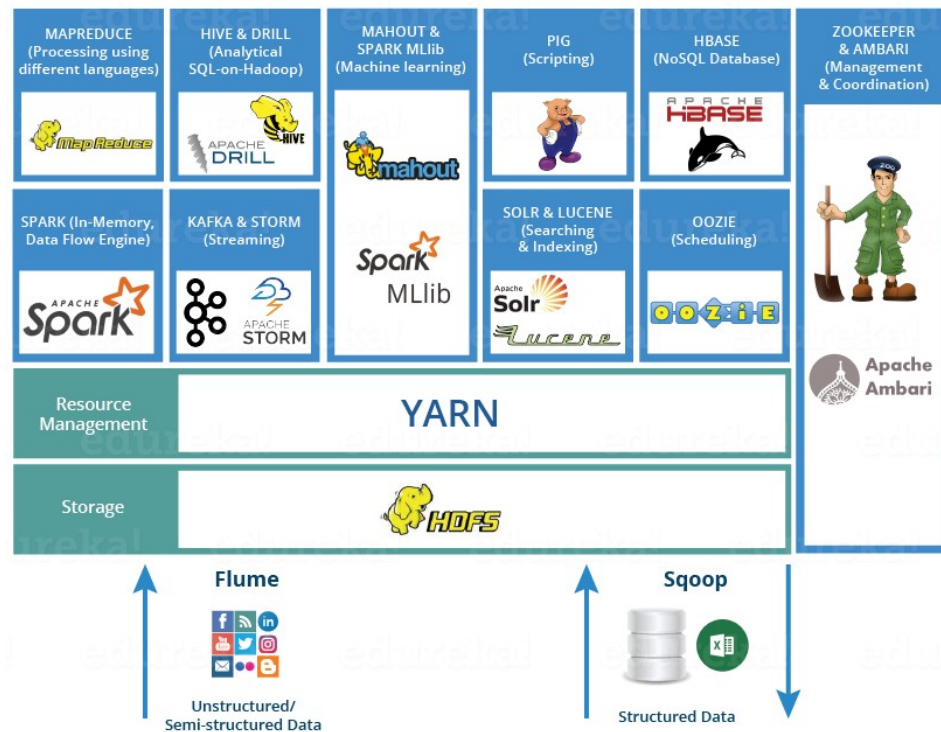 MAPREDUCE
(Processing using
different languages)
Map Reduce
HIVE & DRILL
(Analytical
SQL-on-Hadoop)
HIVE
APACHE
DRILL
MAHOUT &
SPARK MLlib
(Machine learning)
mahout
Spark
MLlib
PIG
(Scripting)
HBASE
(NoSQL Database)
APACHE
HBASE
ZOOKEEPER
& AMBARI
(Management
& Coordination)
ZOO
Apache
Ambari
SPARK (In-Memory,
Data Flow Engine)
APACHE
Spark
KAFKA & STORM
(Streaming)
APACHE
STORM
SOLR & LUCENE
(Searching
& Indexing)
Apache
Solr
Lucene
OOZIE
(Scheduling)
OOZiE
Resource
Management
YARN
Storage
HDFS
edureka!
Flume
Unstructured/
Semi-structured Data
Sqoop
Structured Data